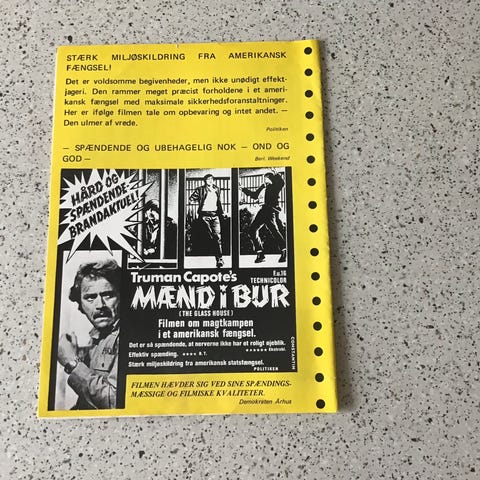 STÆRK MILJØSKILDRING FRA AMERIKANSK
FÆNGSEL!
Det er voldsomme begivenheder, men ikke unødigt effekt-
jageri. Den rammer meget præcist forholdene i et ameri-
kansk fængsel med maksimale sikkerhedsforanstaltninger.
Her er ifølge filmen tale om opbevaring og intet andet. —
Den ulmer af vrede.
Politiken
— SPÆNDENDE OG UBEHAGELIG NOK — OND OG
GOD —
Berl. Weekend
HÅRD OG
SPÆNDENDE-
BRANDAKTUEL!
Truman Capote's
F.u.16
TECHNICOLOR
MÆND i BUR
(THE GLASS HOUSE)
Filmen om magtkampen
i et amerikansk fængsel.
Det er så spændende, at nerverne ikke har et roligt øjeblik.
Ekstrabl.
Effektiv spænding. **** B.T.
Stærk miljøskildring fra amerikansk statsfængsel.
POLITIKEN
CONSTANTIN
FILMEN HÆVDER SIG VED SINE SPÆNDINGS-
MÆSSIGE OG FILMISKE KVALITETER.
Demokraten Århus